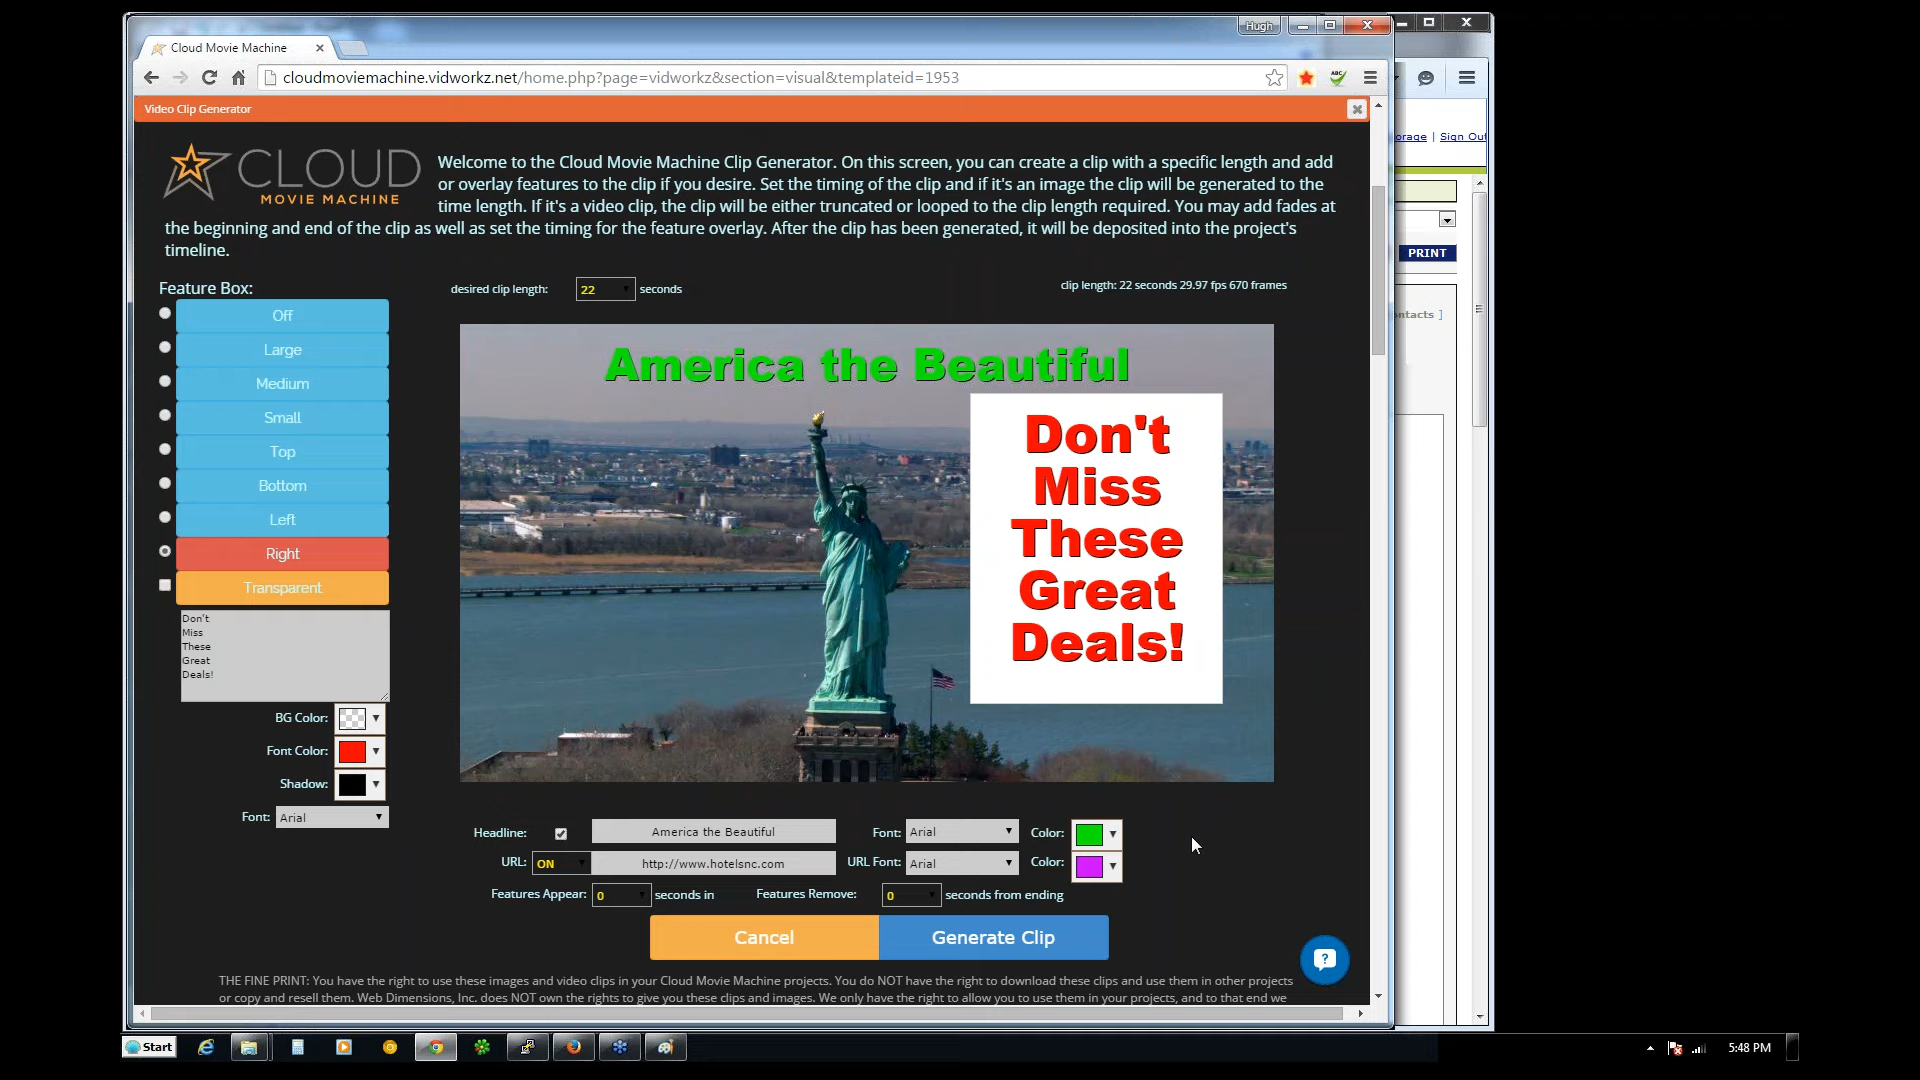 Hugh
Cloud Movie Machine
cloudmoviemachine.vidworkz.net/home.php?page=vidworkz&section=visual&templateid=1953
ABC
Video Clip Generator
CLOUD
MOVIE MACHINE
Welcome to the Cloud Movie Machine Clip Generator. On this screen, you can create a clip with a specific length and add
or overlay features to the clip if you desire. Set the timing of the clip and if it's an image the clip will be generated to the
time length. If it's a video clip, the clip will be either truncated or looped to the clip length required. You may add fades at
the beginning and end of the clip as well as set the timing for the feature overlay. After the clip has been generated, it will be deposited into the project's
timeline.
orage | Sign Out
PRINT
ontacts ]
Feature Box:
desired clip length: 22 seconds
clip length: 22 seconds 29.97 fps 670 frames
Off
Large
Medium
Small
Top
Bottom
Left
Right
Transparent
Don't
Miss
These
Great
Deals!
BG Color:
Font Color:
Shadow:
Font: Arial
America the Beautiful
Don't
Miss
These
Great
Deals!
Headline: America the Beautiful Font: Arial Color:
URL: ON http://www.hotelsnc.com URL Font: Arial Color:
Features Appear: 0 seconds in Features Remove: 0 seconds from ending
Cancel Generate Clip
THE FINE PRINT: You have the right to use these images and video clips in your Cloud Movie Machine projects. You do NOT have the right to download these clips and use them in other projects
or copy and resell them. Web Dimensions, Inc. does NOT own the rights to give you these clips and images. We only have the right to allow you to use them in your projects, and to that end we
Start
5:48 PM